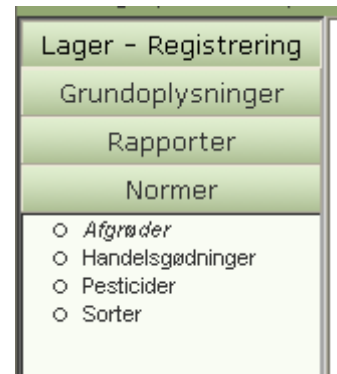 Lager - Registrering
Grundoplysninger
Rapporter
Normer
Afgrøder
Handelsgødninger
Pesticider
Sorter